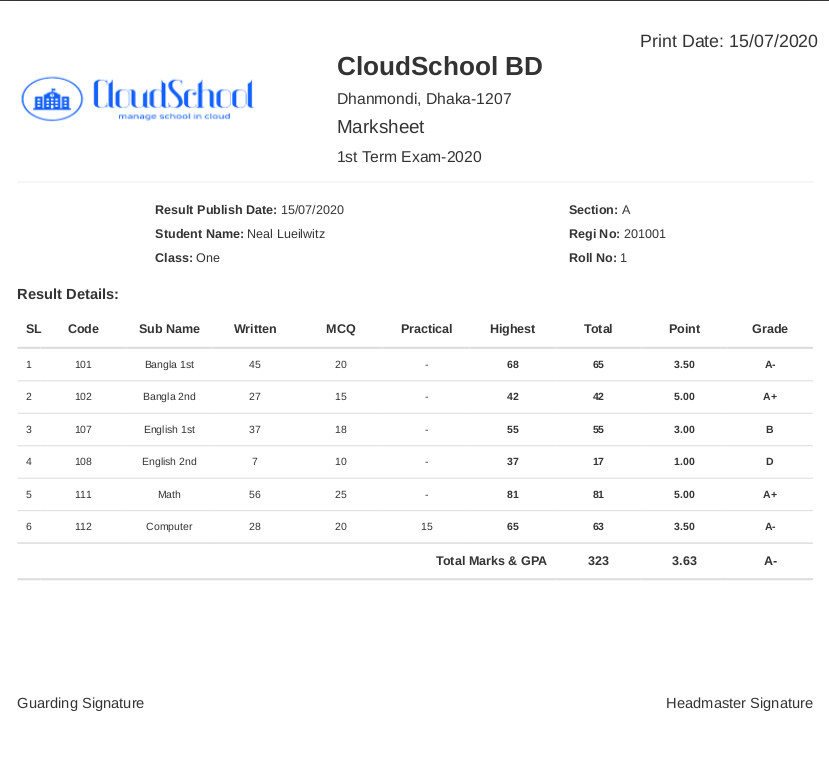 Print Date: 15/07/2020
CloudSchool
manage school in cloud
CloudSchool BD
Dhanmondi, Dhaka-1207
Marksheet
1st Term Exam-2020
Result Publish Date: 15/07/2020 Section: A
Student Name: Neal Lueilwitz Regi No: 201001
Class: One Roll No: 1
Result Details:
SL Code Sub Name Written MCQ Practical Highest Total Point Grade
1 101 Bangla 1st 45 20 - 68 65 3.50 A-
2 102 Bangla 2nd 27 15 - 42 42 5.00 A+
3 107 English 1st 37 18 - 55 55 3.00 B
4 108 English 2nd 7 10 - 37 17 1.00 D
5 111 Math 56 25 - 81 81 5.00 A+
6 112 Computer 28 20 15 65 63 3.50 A-
Total Marks & GPA 323 3.63 A-
Guarding Signature Headmaster Signature